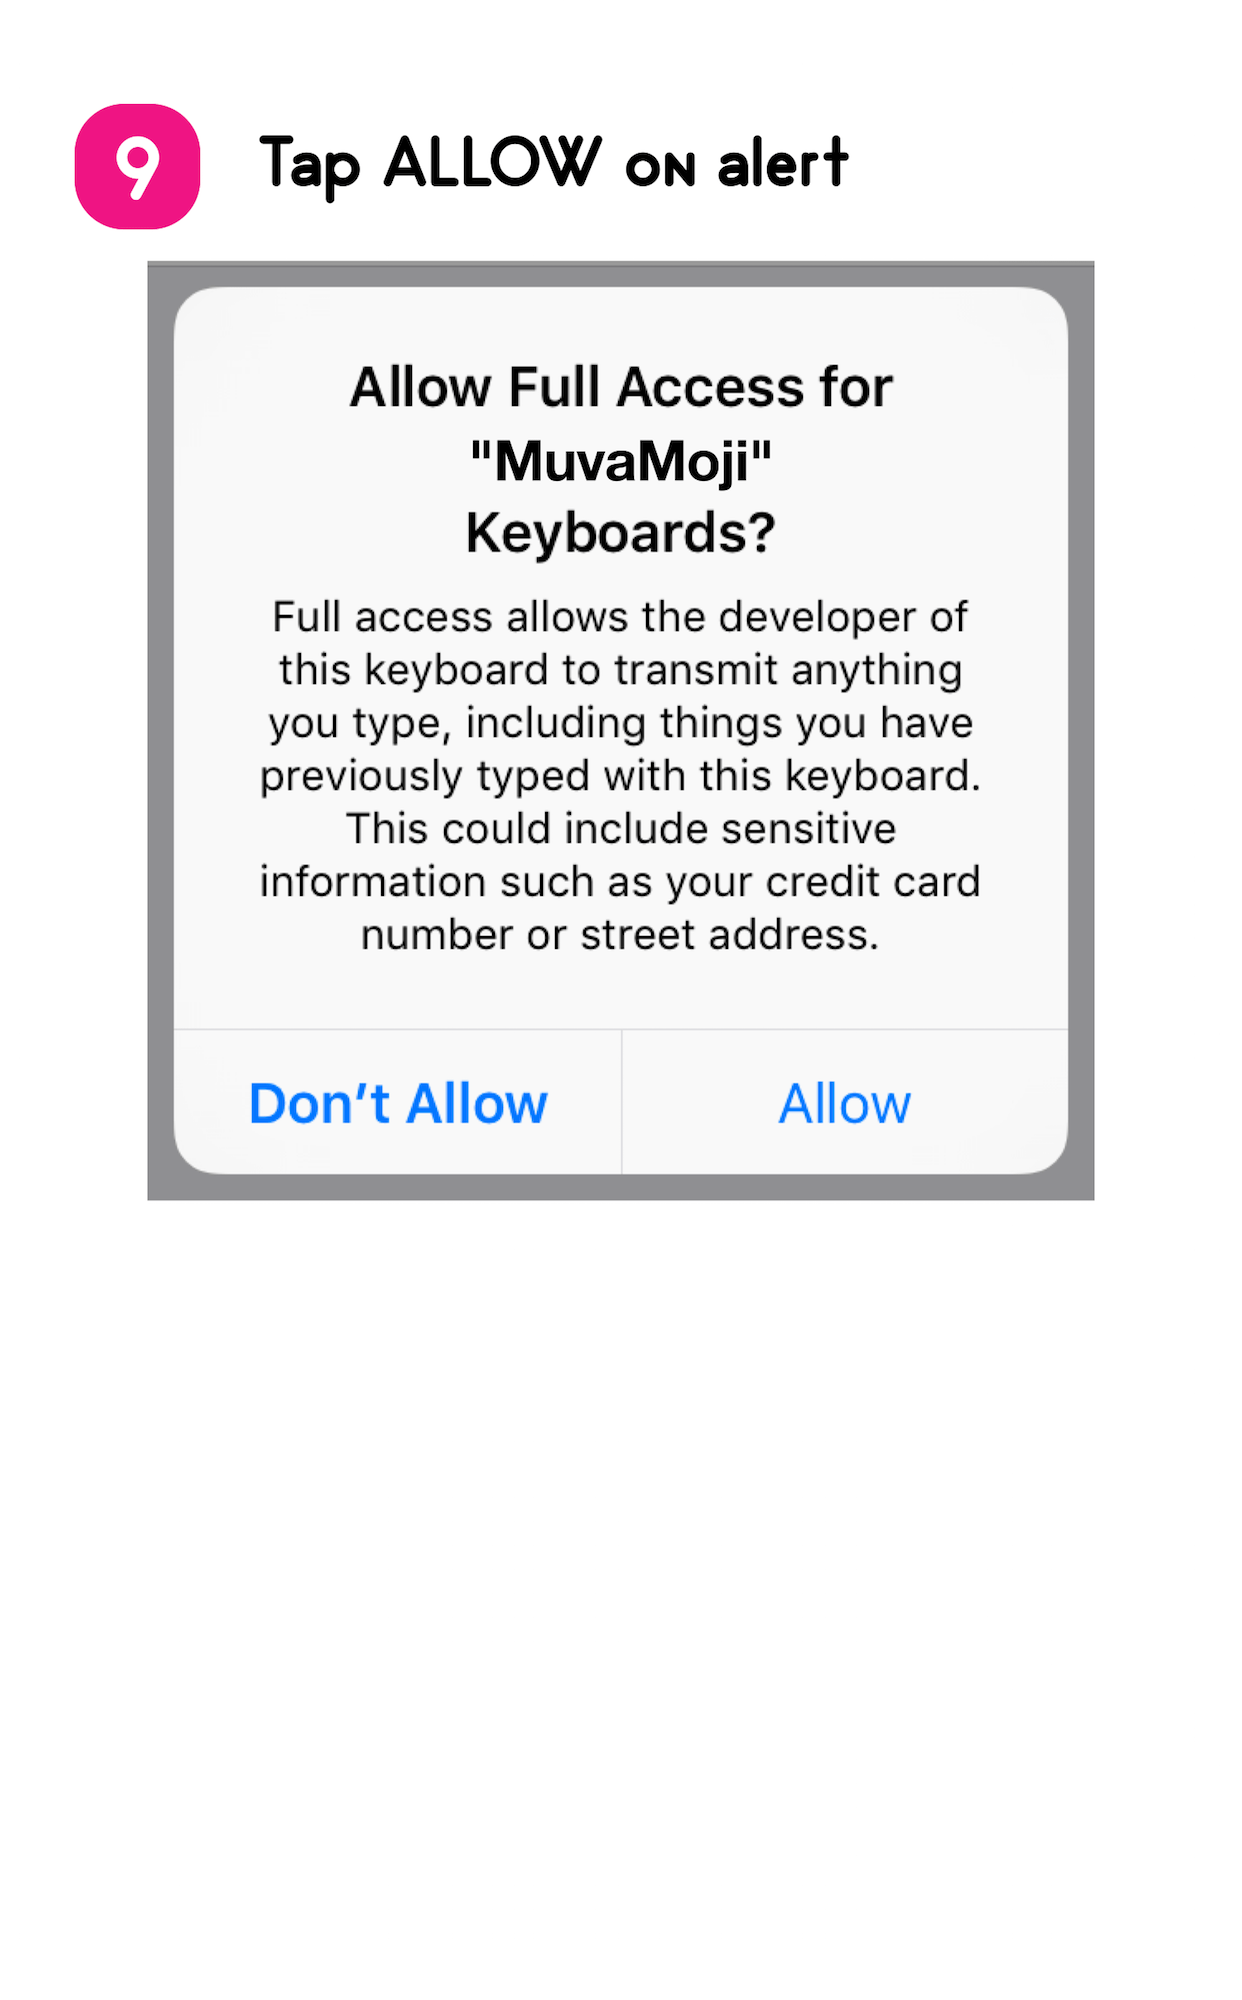 9 Tap ALLOW on alert
Allow Full Access for
"MuvaMoji"
Keyboards?
Full access allows the developer of
this keyboard to transmit anything
you type, including things you have
previously typed with this keyboard.
This could include sensitive
information such as your credit card
number or street address.
Don’t Allow Allow